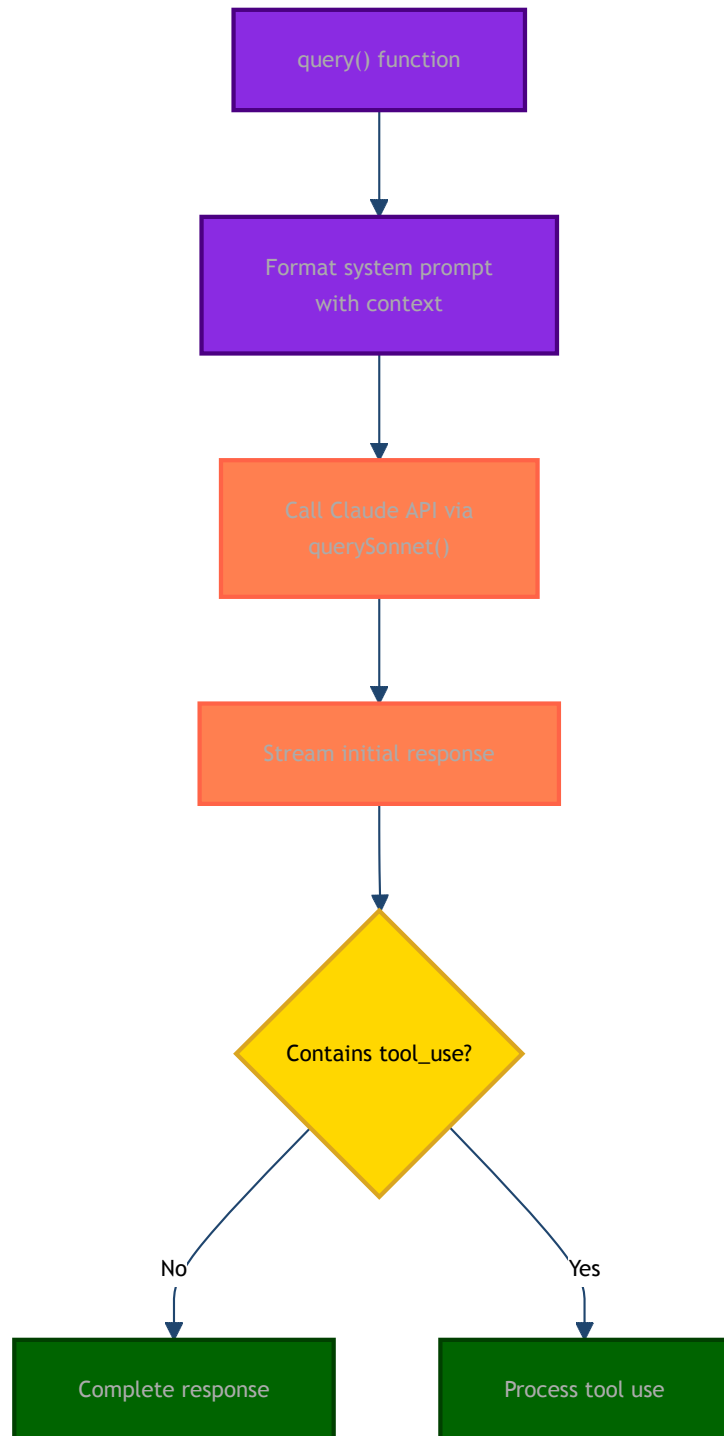 query() function
Format system prompt
with context
Call Claude API via
querySonnet()
Stream initial response
Contains tool_use?
No
Yes
Complete response
Process tool use